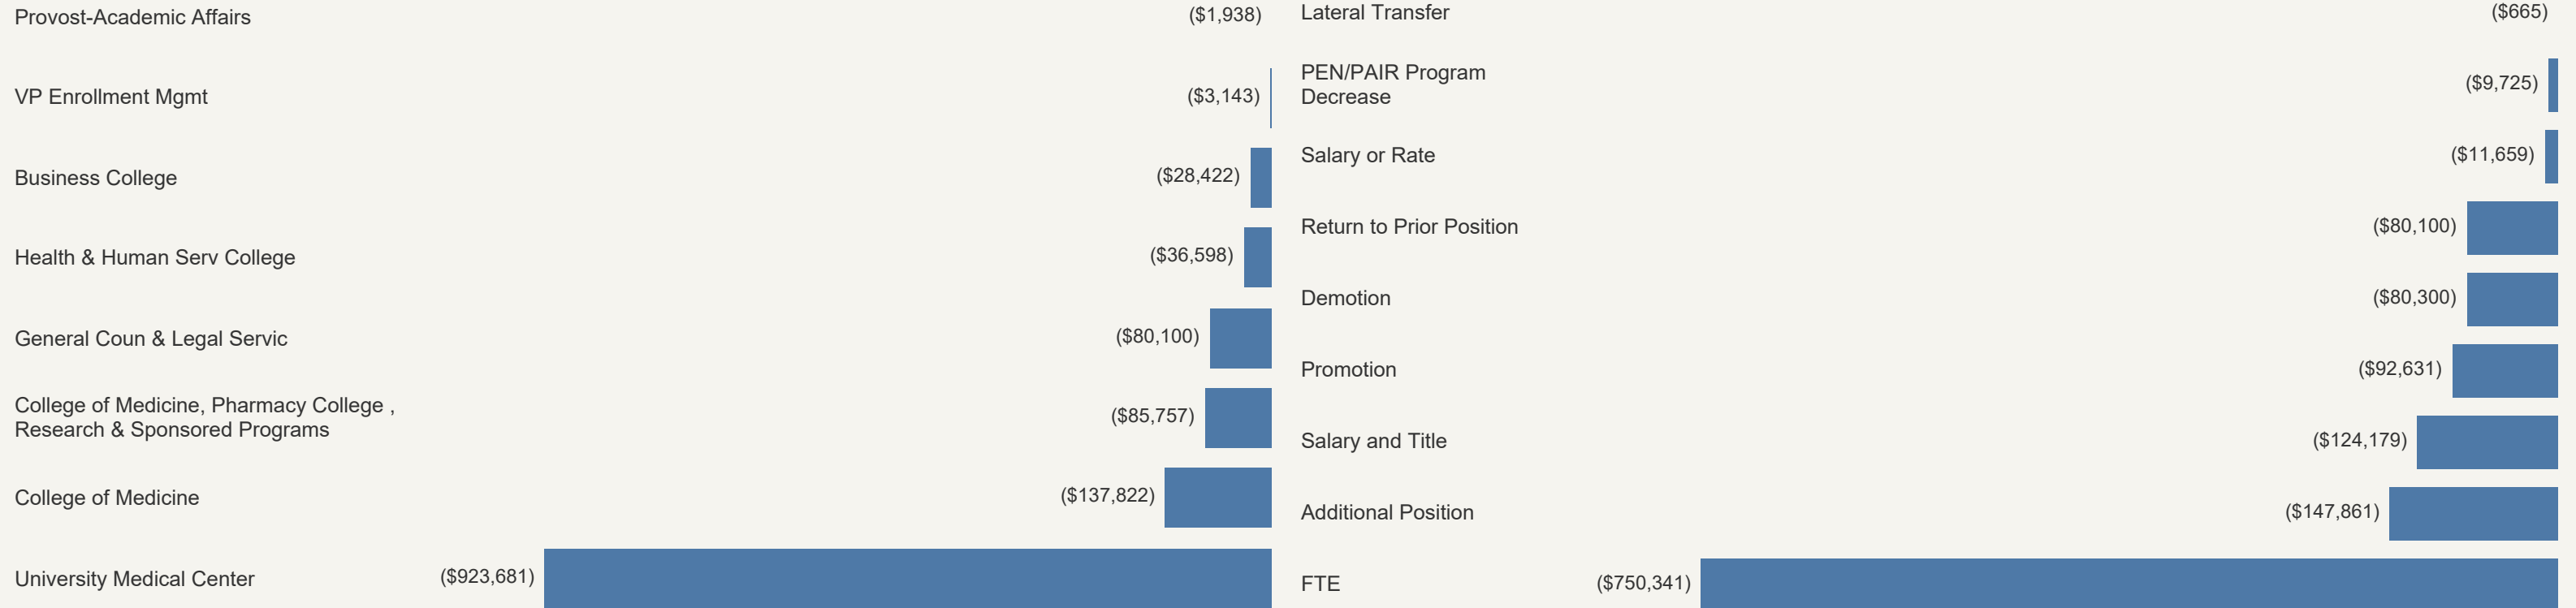 Provost-Academic Affairs
($1,938)
VP Enrollment Mgmt
($3,143)
Business College
($28,422)
Health & Human Serv College
($36,598)
General Coun & Legal Servic
($80,100)
College of Medicine, Pharmacy College ,
Research & Sponsored Programs
($85,757)
College of Medicine
($137,822)
University Medical Center
($923,681)
Lateral Transfer
($665)
PEN/PAIR Program
Decrease
($9,725)
Salary or Rate
($11,659)
Return to Prior Position
($80,100)
Demotion
($80,300)
Promotion
($92,631)
Salary and Title
($124,179)
Additional Position
($147,861)
FTE
($750,341)